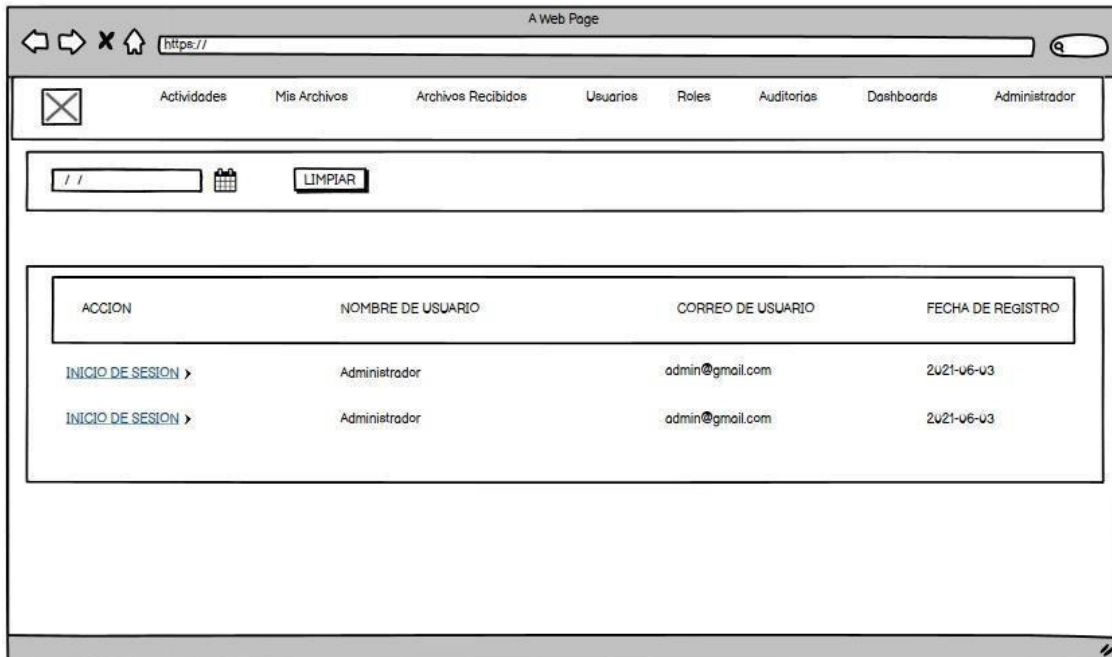 A Web Page
https://
Actividades Mis Archivos Archivos Recibidos Usuarios Roles Auditorias Dashboards Administrador
/ /
LIMPIAR
ACCION NOMBRE DE USUARIO CORREO DE USUARIO FECHA DE REGISTRO
INICIO DE SESION Administrador admin@gmail.com 2021-06-03
INICIO DE SESION Administrador admin@gmail.com 2021-06-03